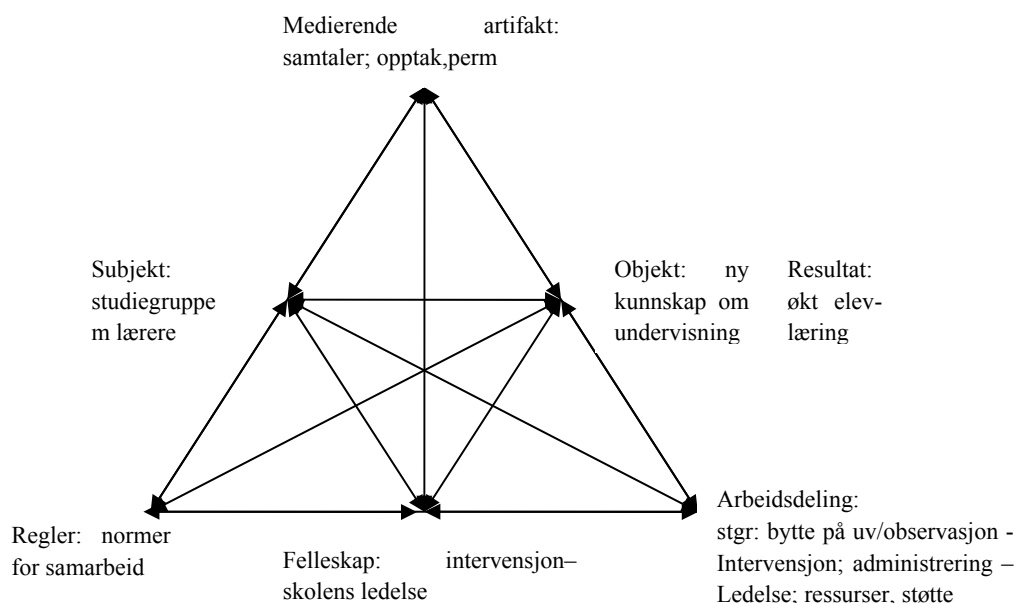 Medierende artifakt:
samtaler; opptak,perm
Subjekt:
studiegruppe
m lærere
Objekt: ny
kunnskap om
undervisning
Resultat:
økt elev-
læring
Regler: normer
for samarbeid
Felleskap: intervensjon–
skolens ledelse
Arbeidsdeling:
stgr: bytte på uv/observasjon -
Intervensjon; administrering –
Ledelse; ressurser, støtte